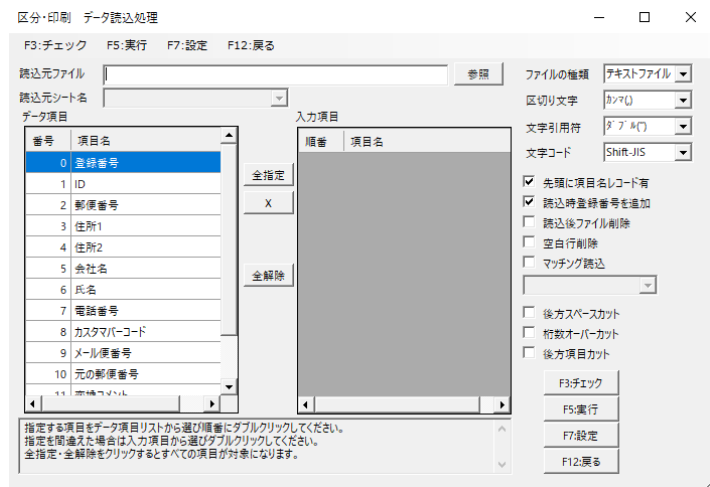 区分・印刷　データ読込処理
F3:チェック　F5:実行　F7:設定　F12:戻る
読込元ファイル　参照
読込元シート名
データ項目
番号　項目名
0　登録番号
1　ID
2　郵便番号
3　住所1
4　住所2
5　会社名
6　氏名
7　電話番号
8　カスタマバーコード
9　メール便番号
10　元の郵便番号
11　変換コメント
全指定
X
全解除
入力項目
順番　項目名
ファイルの種類　テキストファイル
区切り文字　カンマ(,)
文字引用符　ダブル(")
文字コード　Shift-JIS
先頭に項目名レコード有
読込時登録番号を追加
読込後ファイル削除
空白行削除
マッチング読込
後方スペースカット
桁数オーバーカット
後方項目カット
F3:チェック
F5:実行
F7:設定
F12:戻る
指定する項目をデータ項目リストから選び順番にダブルクリックしてください。
指定を間違えた場合は入力項目から選びダブルクリックしてください。
全指定・全解除をクリックするとすべての項目が対象になります。